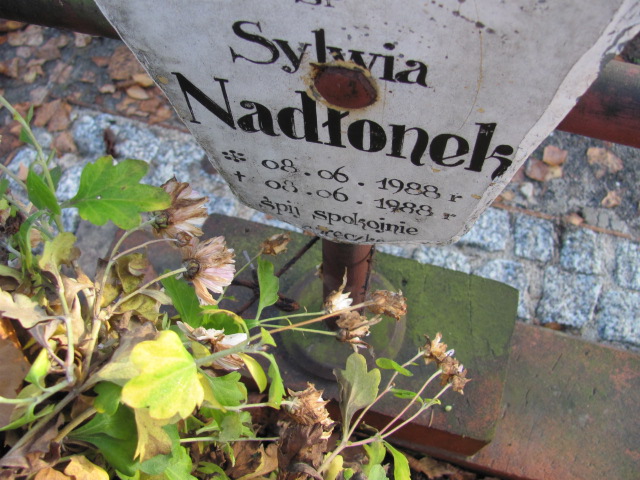 Sylwia
Nadłonek
* 08.06.1988 r
+ 08.06.1988 r
Śpij spokojnie